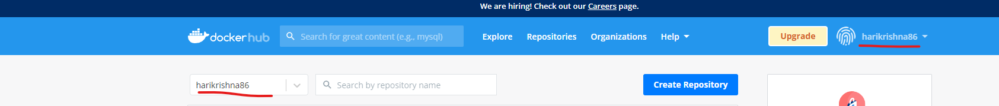 We are hiring! Check out our Careers page.
dockerhub Search for great content (e.g., mysql) Explore Repositories Organizations Help Upgrade harikrishna86
harikrishna86 Search by repository name Create Repository